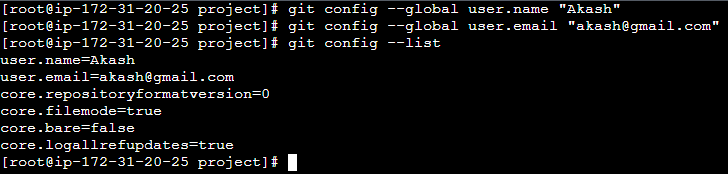 [root@ip-172-31-20-25 project]# git config --global user.name "Akash"
[root@ip-172-31-20-25 project]# git config --global user.email "akash@gmail.com"
[root@ip-172-31-20-25 project]# git config --list
user.name=Akash
user.email=akash@gmail.com
core.repositoryformatversion=0
core.filemode=true
core.bare=false
core.logallrefupdates=true
[root@ip-172-31-20-25 project]#